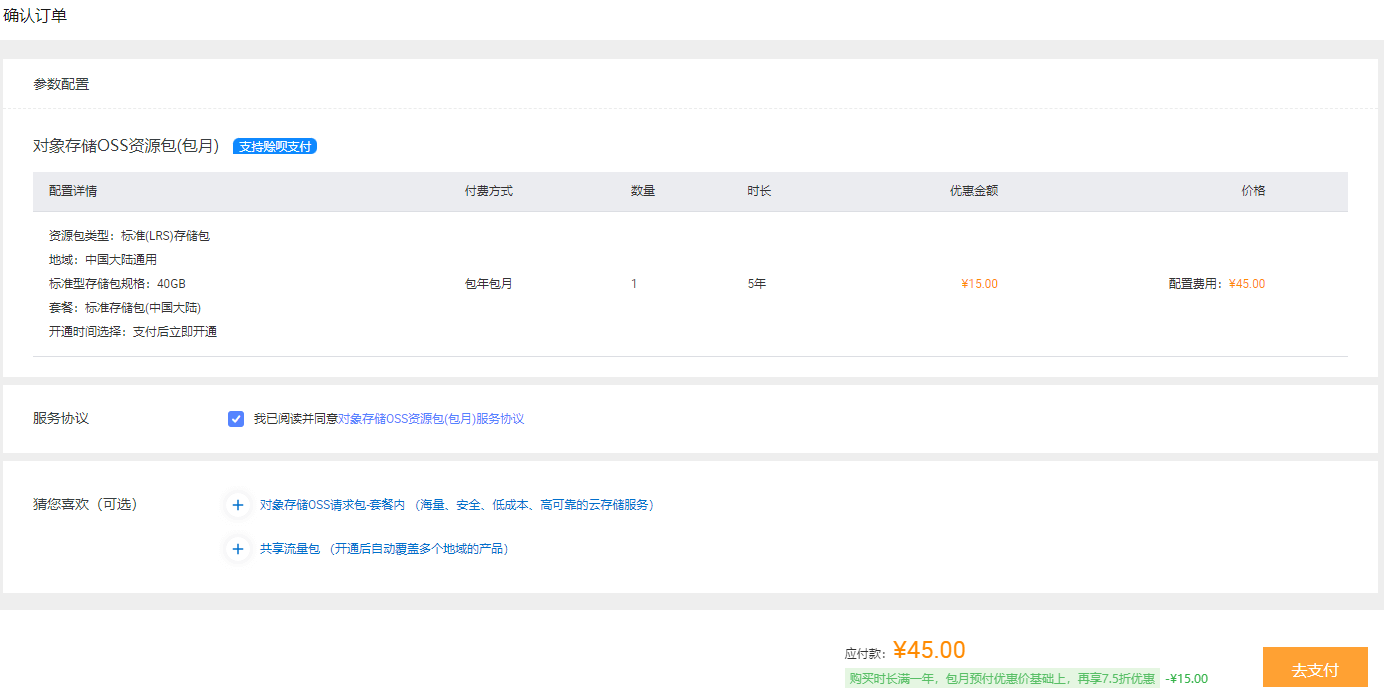 确认订单
参数配置
对象存储OSS资源包(包月) 支持赊呗支付
配置详情 付费方式 数量 时长 优惠金额 价格
资源包类型：标准(LRS)存储包
地域：中国大陆通用
标准型存储包规格：40GB 包年包月 1 5年 ¥15.00 配置费用：¥45.00
套餐：标准存储包(中国大陆)
开通时间选择：支付后立即开通
服务协议 我已阅读并同意对象存储OSS资源包(包月)服务协议
猜您喜欢（可选） 对象存储OSS请求包-套餐内 （海量、安全、低成本、高可靠的云存储服务）
共享流量包 （开通后自动覆盖多个地域的产品）
应付款：¥45.00
购买时长满一年，包月预付优惠价基础上，再享7.5折优惠 -¥15.00
去支付